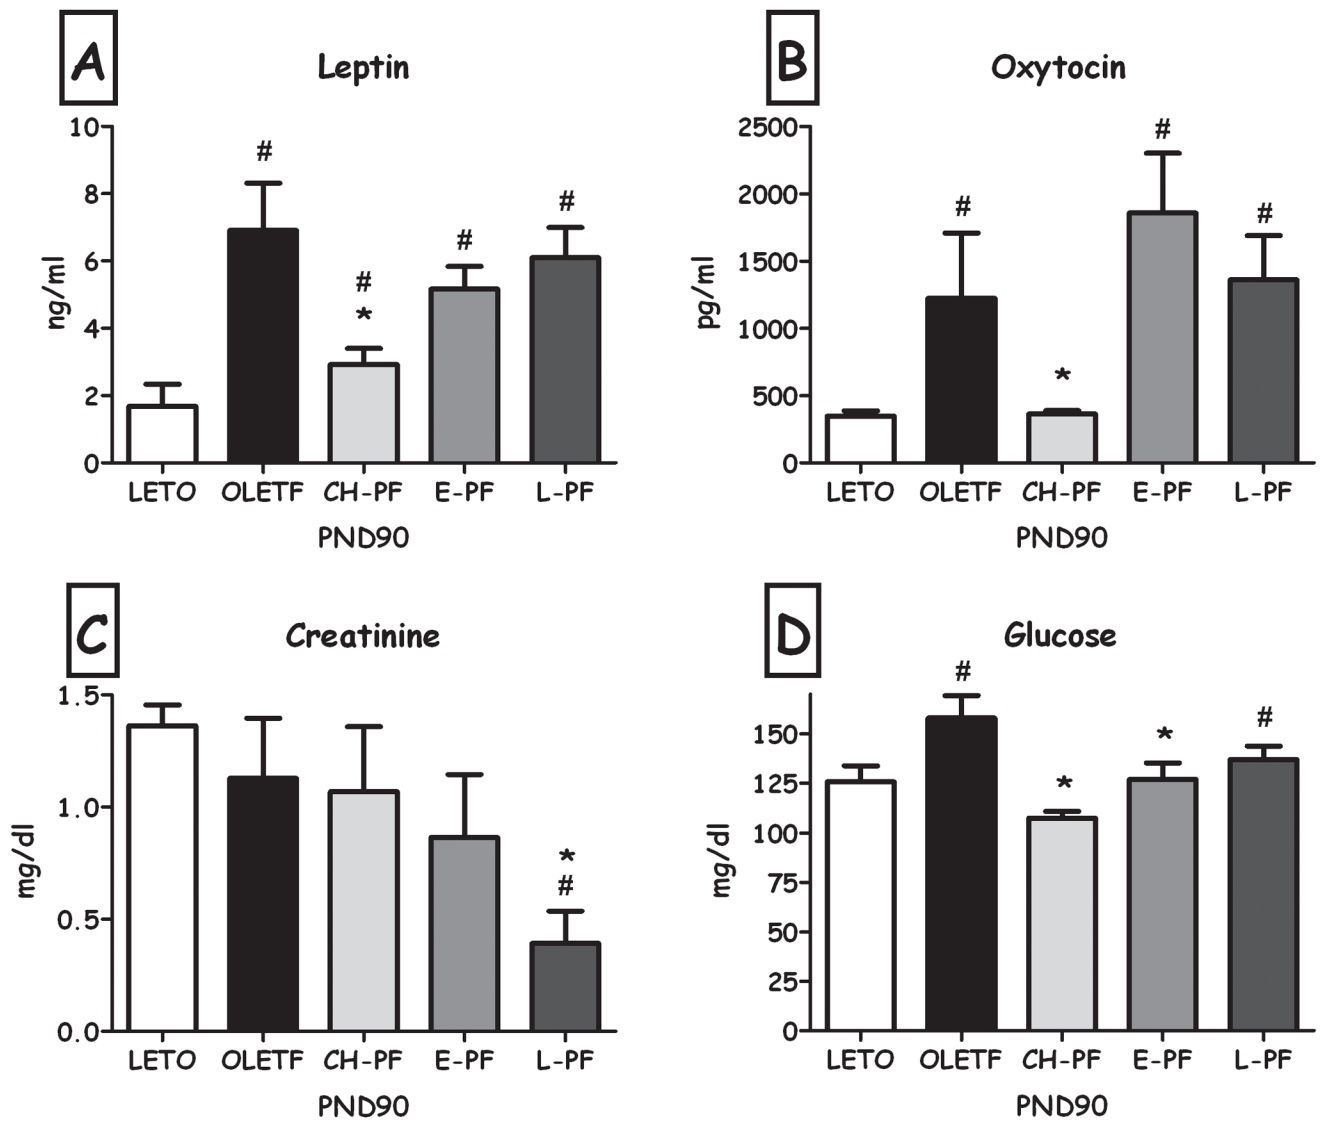 A
Leptin
10
8
6
4
2
0
ng/ml
#
#
*
#
#
LETO OLETF CH-PF E-PF L-PF
PND90
B
Oxytocin
2500
2000
1500
1000
500
0
pg/ml
#
*
#
#
LETO OLETF CH-PF E-PF L-PF
PND90
C
Creatinine
1.5
1.0
0.5
0.0
mg/dl
*
#
LETO OLETF CH-PF E-PF L-PF
PND90
D
Glucose
150
125
100
75
50
25
0
mg/dl
#
*
*
#
LETO OLETF CH-PF E-PF L-PF
PND90